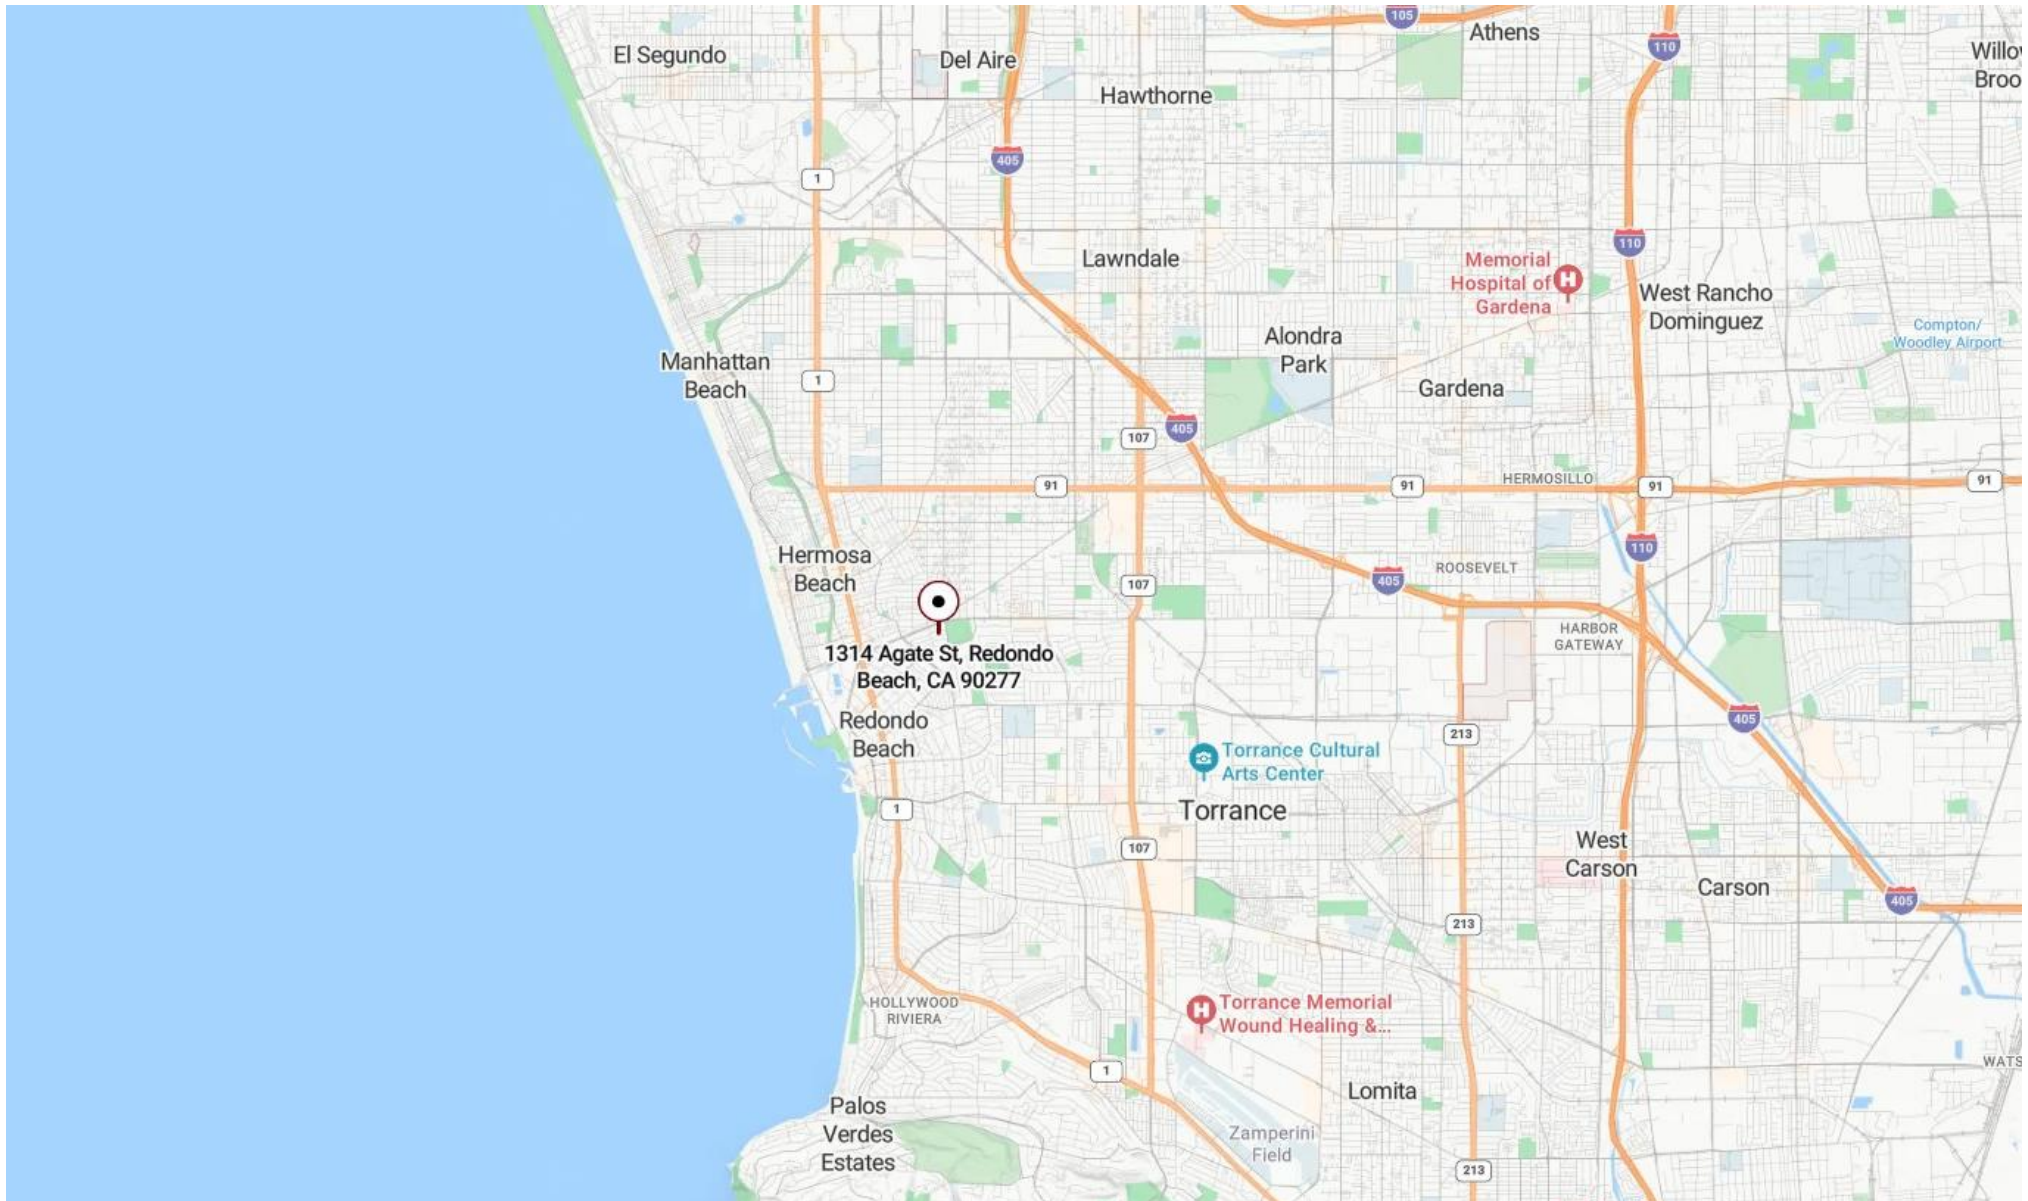 105
Athens
El Segundo
Del Aire
110
Willo
Broo
Hawthorne
405
1
110
Lawndale
Memorial
Hospital of
Gardena
West Rancho
Dominguez
Compton/
Woodley Airport
Alondra
Park
Manhattan
Beach
1
Gardena
405
107
HERMOSILLO
91
91
91
91
Hermosa
Beach
110
ROOSEVELT
405
107
HARBOR
GATEWAY
1314 Agate St, Redondo
Beach, CA 90277
Redondo
Beach
405
213
Torrance Cultural
Arts Center
Torrance
1
107
West
Carson
Carson
405
213
HOLLYWOOD
RIVIERA
Torrance Memorial
Wound Healing &...
1
WATS
Lomita
Palos
Verdes
Estates
Zamperini
Field
213